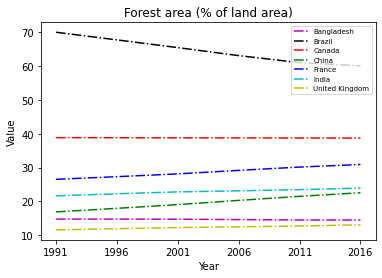 Forest area (% of land area)
70
60
50
40
30
20
10
Value
Bangladesh
Brazil
Canada
China
France
India
United Kingdom
1991 1996 2001 2006 2011 2016
Year